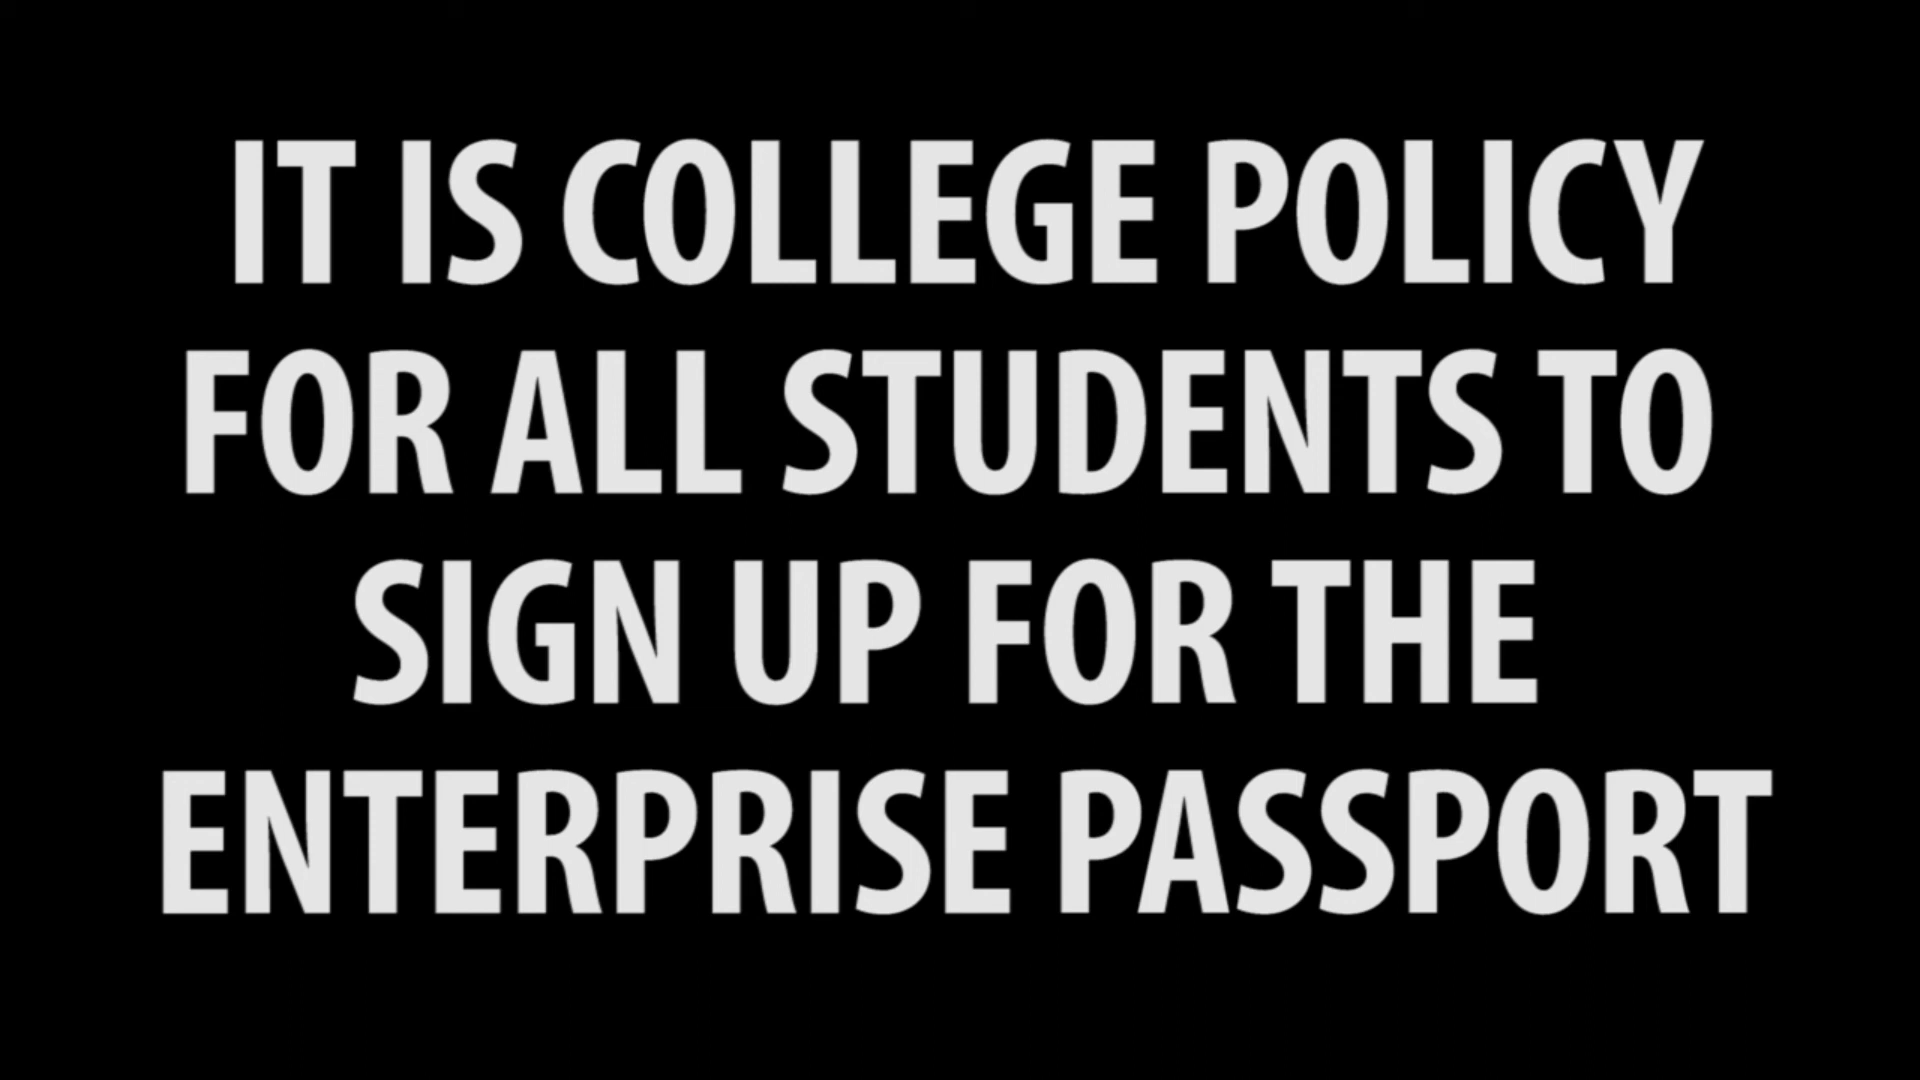 IT IS COLLEGE POLICY
FOR ALL STUDENTS TO
SIGN UP FOR THE
ENTERPRISE PASSPORT